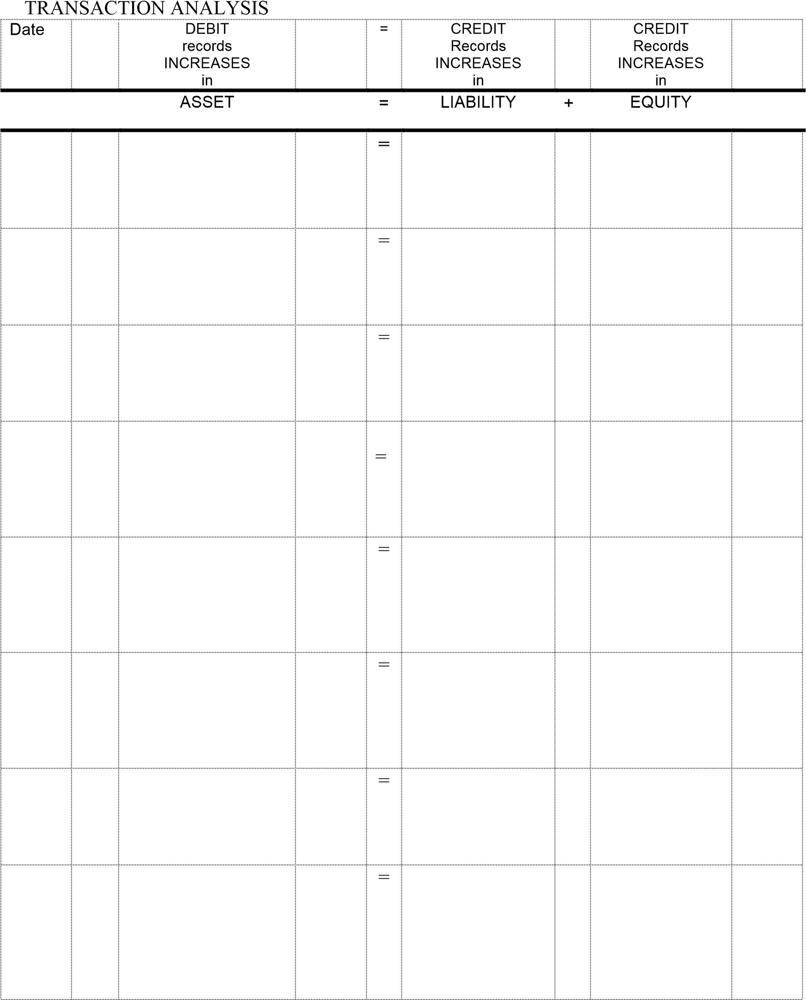 TRANSACTION ANALYSIS
Date DEBIT = CREDIT CREDIT
records Records Records
INCREASES INCREASES INCREASES
in in in
ASSET = LIABILITY + EQUITY
=
=
=
=
=
=
=
=